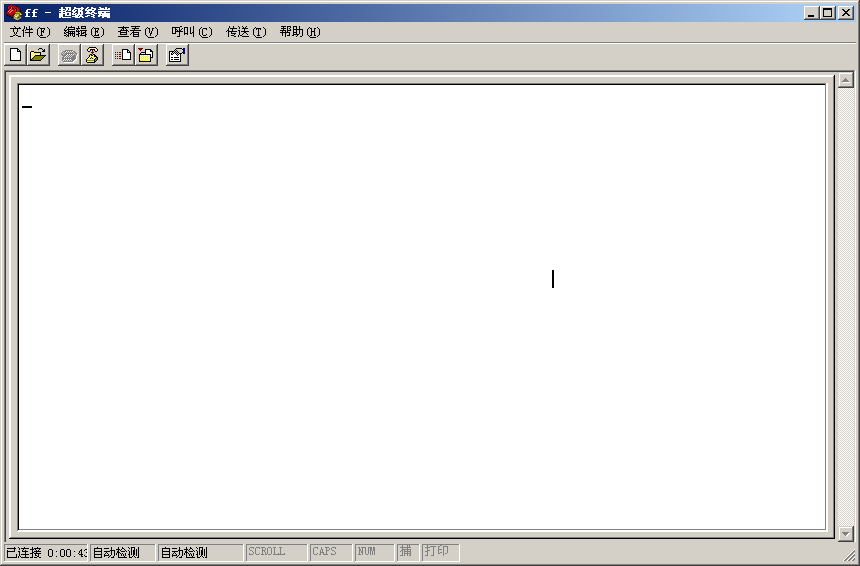 ff - 超级终端
文件(F) 编辑(E) 查看(V) 呼叫(C) 传送(T) 帮助(H)
已连接 0:00:43 自动检测 自动检测 SCROLL CAPS NUM 捕 打印